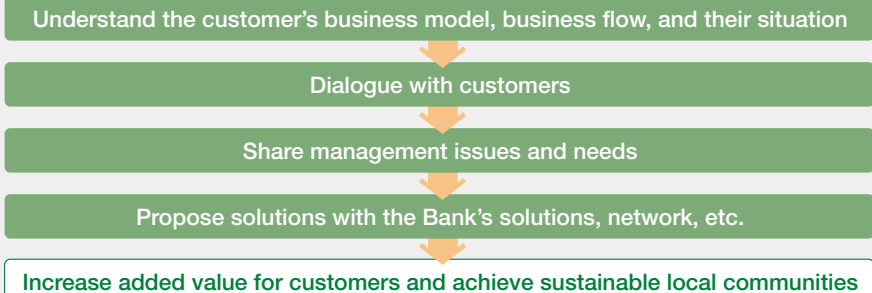 Understand the customer’s business model, business flow, and their situation
Dialogue with customers
Share management issues and needs
Propose solutions with the Bank’s solutions, network, etc.
Increase added value for customers and achieve sustainable local communities